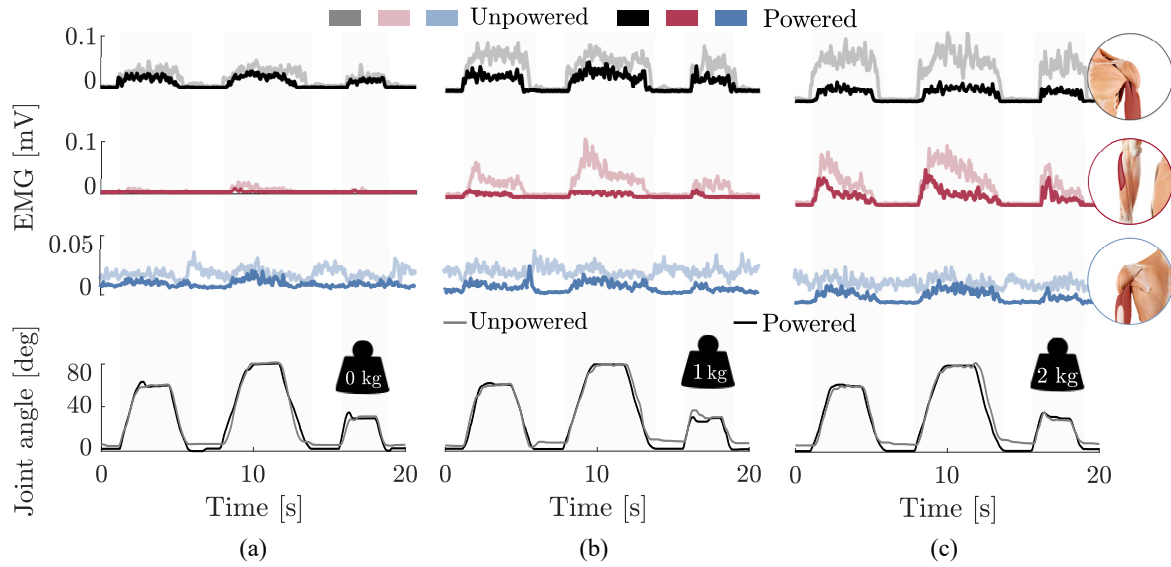 Unpowered Powered
EMG [mV]
0.1
0
0.1
0
0.05
0
Unpowered Powered
Joint angle [deg]
80
40
0
0 kg
1 kg
2 kg
0 10 20 0 10 20 0 10 20
Time [s] Time [s] Time [s]
(a) (b) (c)